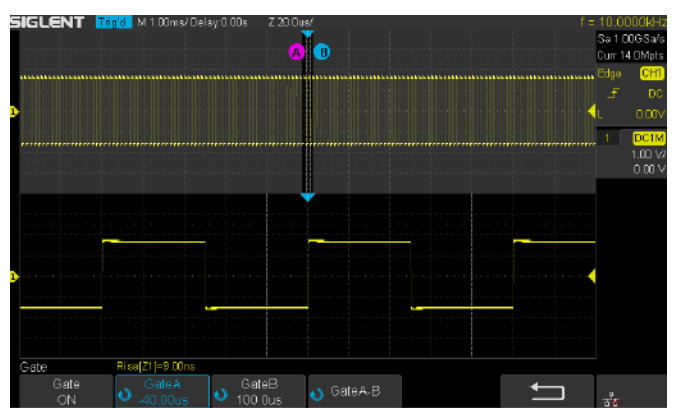 SIGLENT Trig'd M 1.00ms/ Delay:0.00s Z 20.0us/ f = 10.0000kHz
Sa 1.00GSa/s
Curr 14.0Mpts
A B
Edge CH1
DC
L 0.00V
1
1 DC1M
1.00 V/
0.00 V
1
Gate Rise[Z1]=9.00ns
Gate GateA GateB GateA-B
ON -40.00us 100.0us